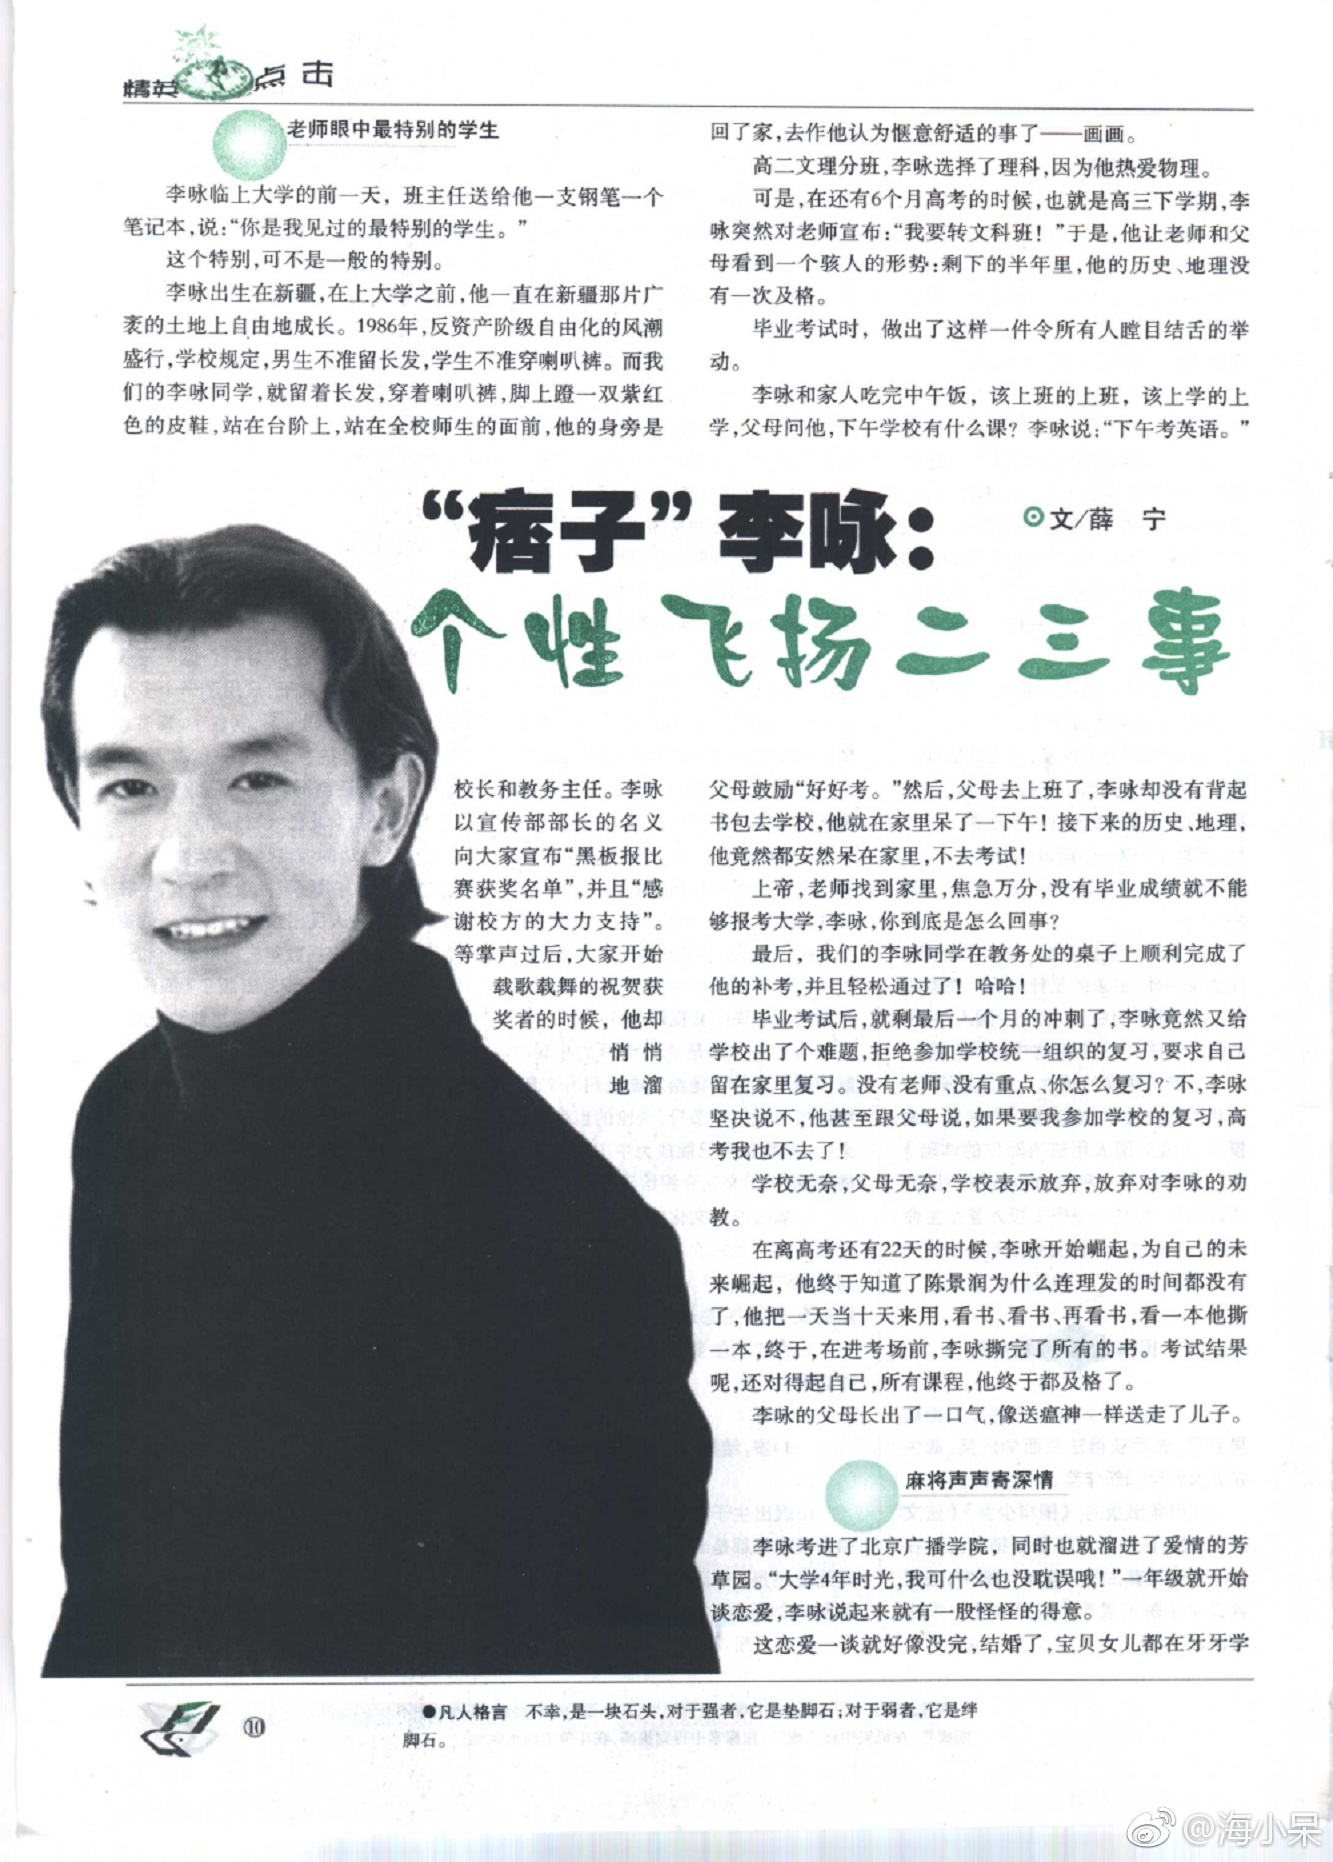 精英点击
老师眼中最特别的学生
李咏临上大学的前一天，班主任送给他一支钢笔一个
笔记本,说:“你是我见过的最特别的学生。”
这个特别,可不是一般的特别。
李咏出生在新疆,在上大学之前,他一直在新疆那片广
袤的土地上自由地成长。1986年,反资产阶级自由化的风潮
盛行,学校规定,男生不准留长发,学生不准穿喇叭裤。而我
们的李咏同学,就留着长发,穿着喇叭裤,脚上蹬一双紫红
色的皮鞋,站在台阶上,站在全校师生的面前,他的身旁是
“痞子”李咏:
个性飞扬二三事
文/薛 宁
校长和教务主任。李咏
以宣传部部长的名义
向大家宣布“黑板报比
赛获奖名单”,并且“感
谢校方的大力支持”。
等掌声过后,大家开始
载歌载舞的祝贺获
奖者的时候，他却
悄悄
地溜
回了家,去作他认为惬意舒适的事了——画画。
高二文理分班,李咏选择了理科,因为他热爱物理。
可是,在还有6个月高考的时候,也就是高三下学期,李
咏突然对老师宣布:“我要转文科班！”于是,他让老师和父
母看到一个骇人的形势:剩下的半年里,他的历史、地理没
有一次及格。
毕业考试时，做出了这样一件令所有人瞠目结舌的举
动。
李咏和家人吃完中午饭，该上班的上班，该上学的上
学,父母问他,下午学校有什么课？李咏说:“下午考英语。”
父母鼓励“好好考。”然后,父母去上班了,李咏却没有背起
书包去学校,他就在家里呆了一下午！接下来的历史、地理,
他竟然都安然呆在家里,不去考试！
上帝,老师找到家里,焦急万分,没有毕业成绩就不能
够报考大学,李咏,你到底是怎么回事？
最后，我们的李咏同学在教务处的桌子上顺利完成了
他的补考,并且轻松通过了！哈哈！
毕业考试后,就剩最后一个月的冲刺了,李咏竟然又给
学校出了个难题,拒绝参加学校统一组织的复习,要求自己
留在家里复习。没有老师、没有重点、你怎么复习？不,李咏
坚决说不,他甚至跟父母说,如果要我参加学校的复习,高
考我也不去了！
学校无奈,父母无奈,学校表示放弃,放弃对李咏的劝
教。
在离高考还有22天的时候,李咏开始崛起,为自己的未
来崛起，他终于知道了陈景润为什么连理发的时间都没有
了,他把一天当十天来用,看书、看书、再看书,看一本他撕
一本,终于,在进考场前,李咏撕完了所有的书。考试结果
呢,还对得起自己,所有课程,他终于都及格了。
李咏的父母长出了一口气,像送瘟神一样送走了儿子。
麻将声声寄深情
李咏考进了北京广播学院，同时也就溜进了爱情的芳
草园。“大学4年时光,我可什么也没耽误哦！”一年级就开始
谈恋爱,李咏说起来就有一股怪怪的得意。
这恋爱一谈就好像没完,结婚了,宝贝女儿都在牙牙学
⑩
●凡人格言 不幸,是一块石头,对于强者,它是垫脚石;对于弱者,它是绊
脚石。
@海小呆